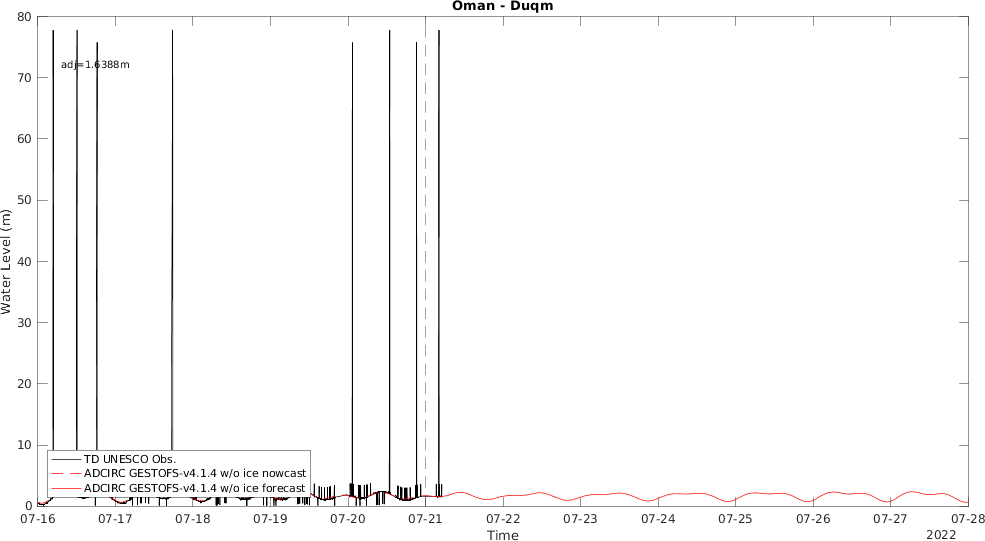 Oman - Duqm
80
70
60
50
40
30
20
10
0
Water Level (m)
adj=1.6388m
TD UNESCO Obs.
ADCIRC GESTOFS-v4.1.4 w/o ice nowcast
ADCIRC GESTOFS-v4.1.4 w/o ice forecast
07-16 07-17 07-18 07-19 07-20 07-21 07-22 07-23 07-24 07-25 07-26 07-27 07-28
Time
2022